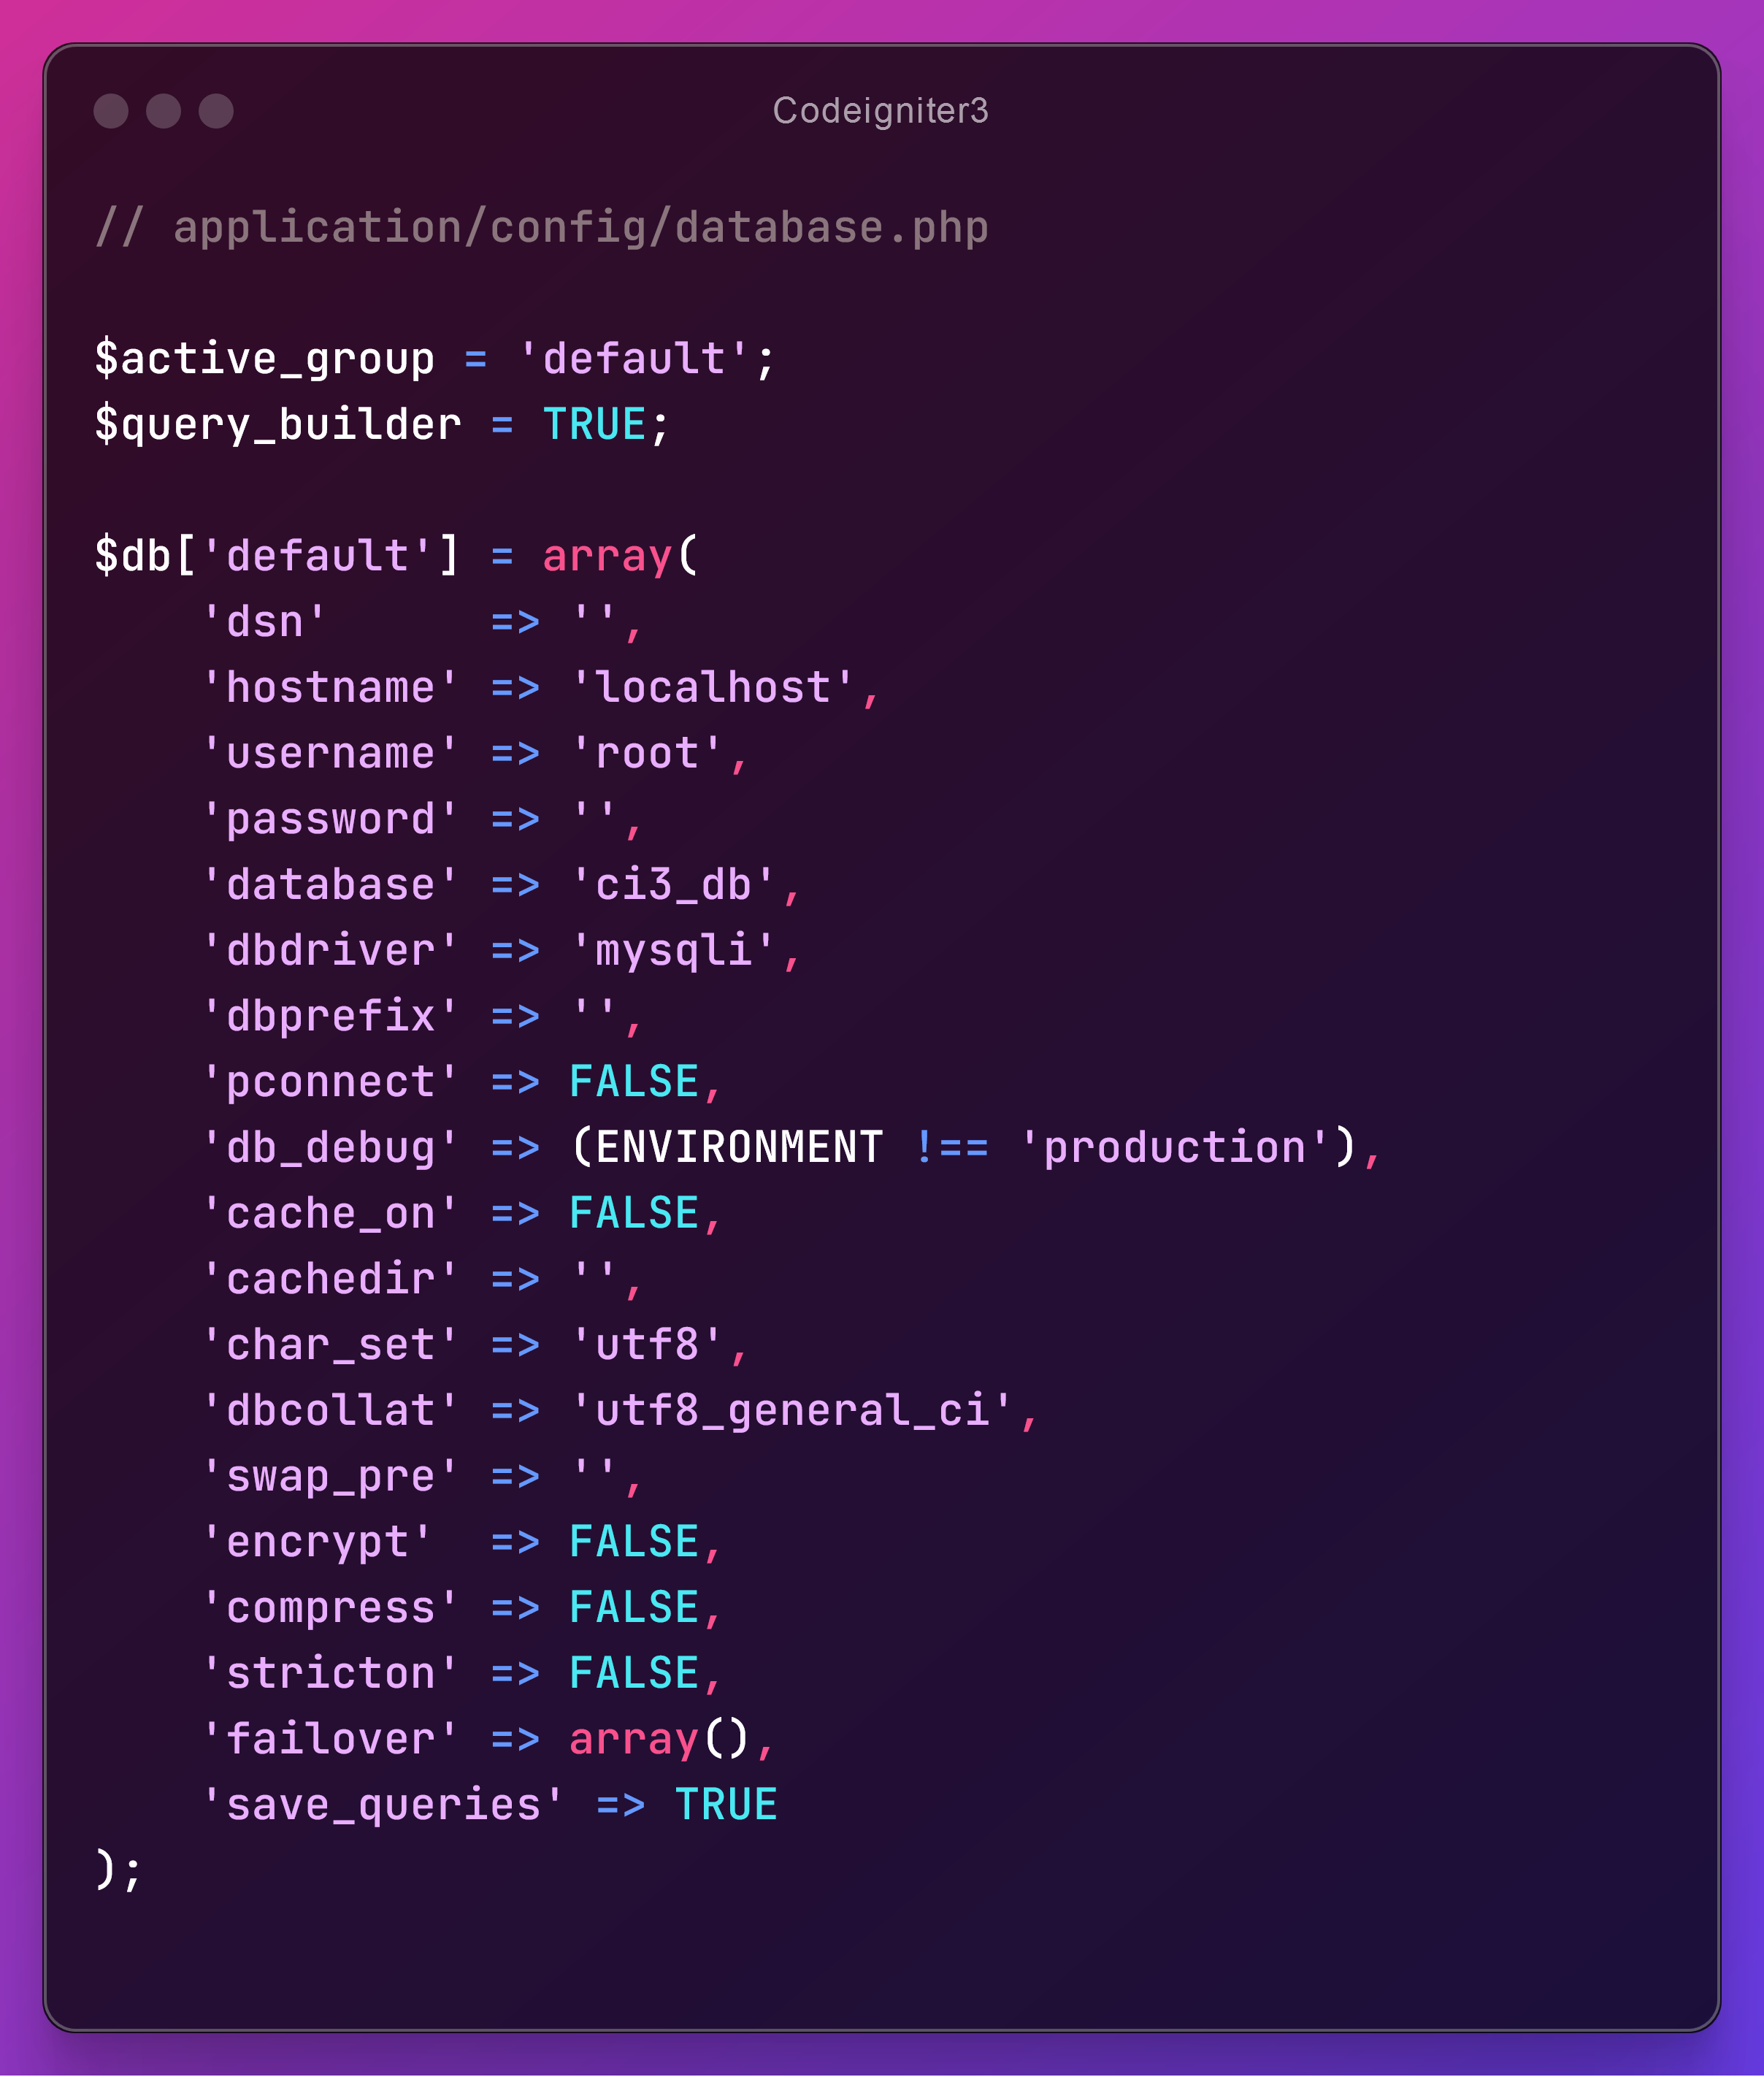 Codeigniter3
// application/config/database.php
$active_group = 'default';
$query_builder = TRUE;
$db['default'] = array(
    'dsn'      => '',
    'hostname' => 'localhost',
    'username' => 'root',
    'password' => '',
    'database' => 'ci3_db',
    'dbdriver' => 'mysqli',
    'dbprefix' => '',
    'pconnect' => FALSE,
    'db_debug' => (ENVIRONMENT !== 'production'),
    'cache_on' => FALSE,
    'cachedir' => '',
    'char_set' => 'utf8',
    'dbcollat' => 'utf8_general_ci',
    'swap_pre' => '',
    'encrypt'  => FALSE,
    'compress' => FALSE,
    'stricton' => FALSE,
    'failover' => array(),
    'save_queries' => TRUE
);